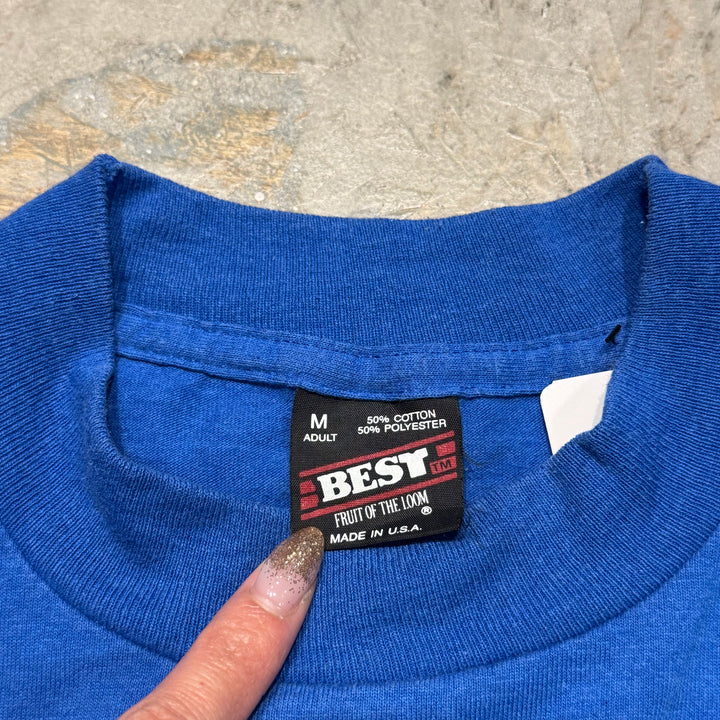 M
ADULT
50% COTTON
50% POLYESTER
BEST TM
FRUIT OF THE LOOM ®
MADE IN U.S.A.